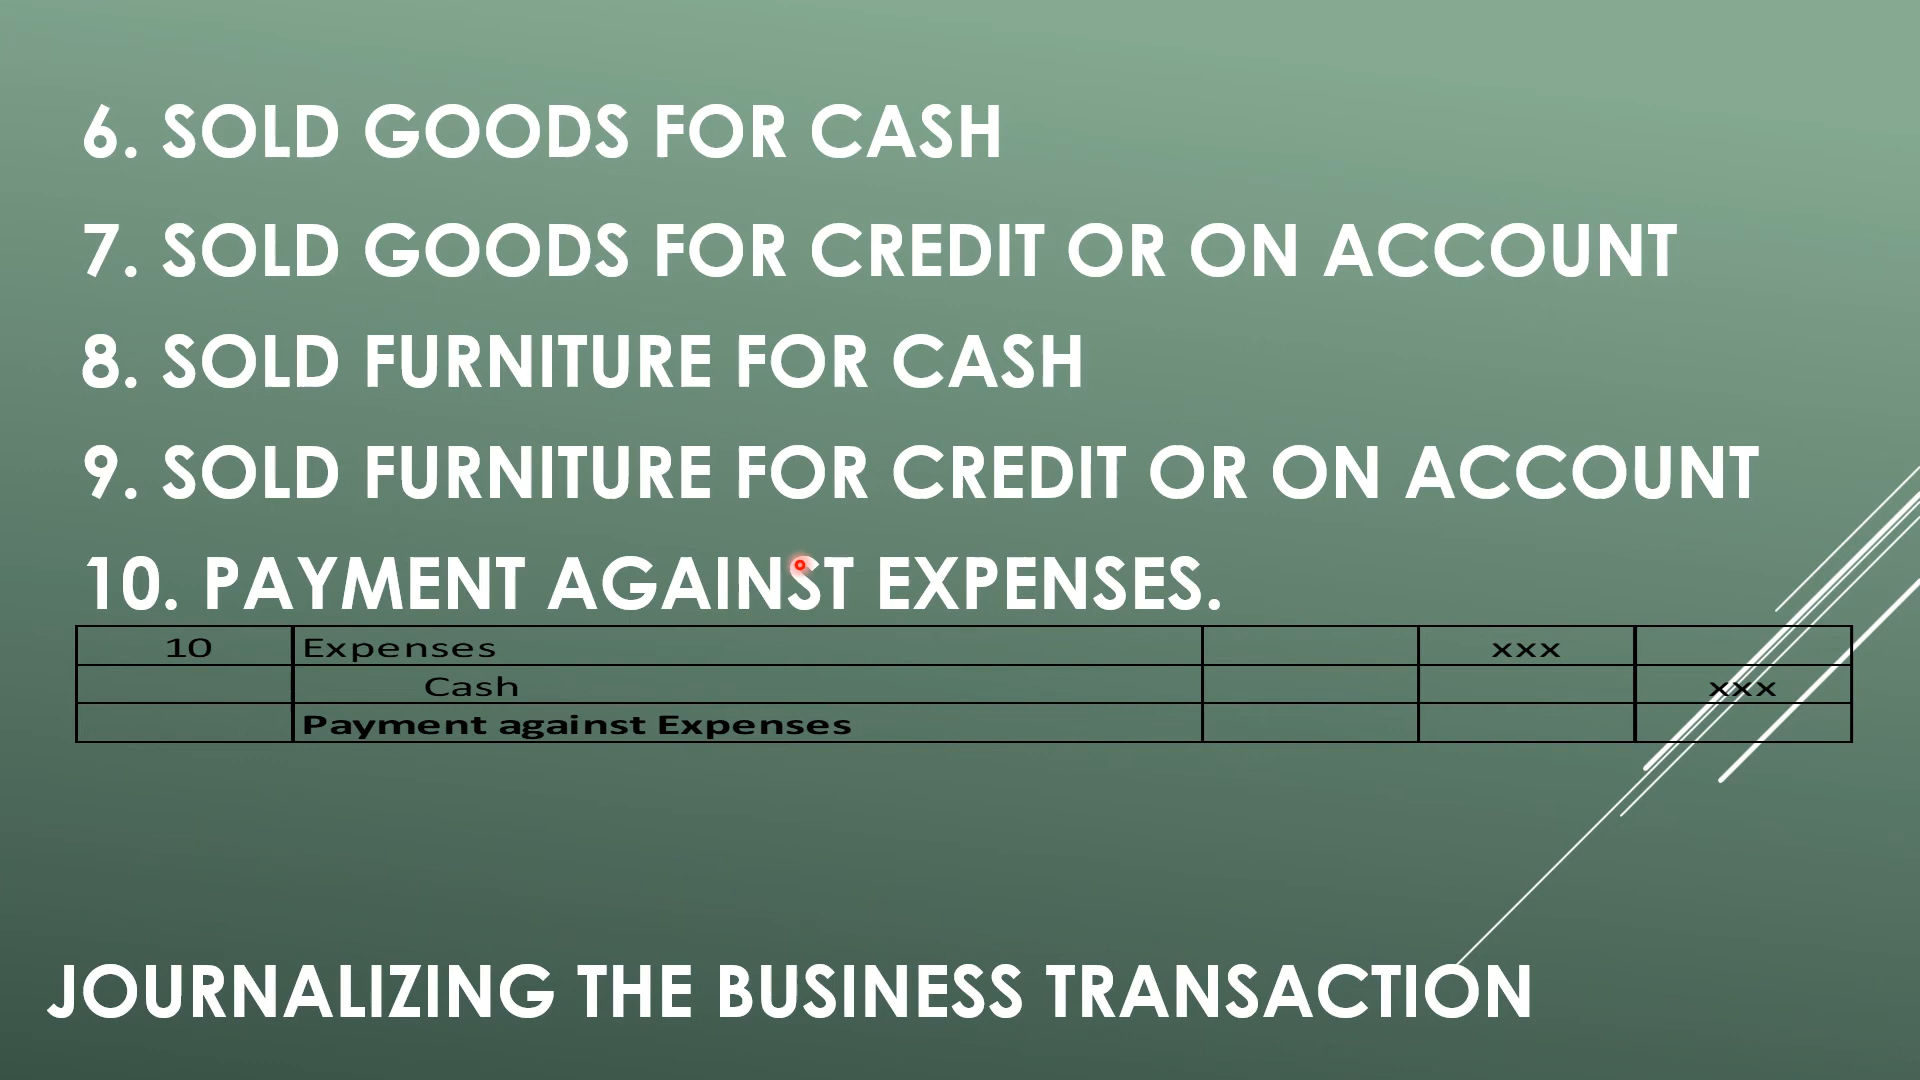 6. SOLD GOODS FOR CASH
7. SOLD GOODS FOR CREDIT OR ON ACCOUNT
8. SOLD FURNITURE FOR CASH
9. SOLD FURNITURE FOR CREDIT OR ON ACCOUNT
10. PAYMENT AGAINST EXPENSES.
10 Expenses xxx
Cash xxx
Payment against Expenses
JOURNALIZING THE BUSINESS TRANSACTION